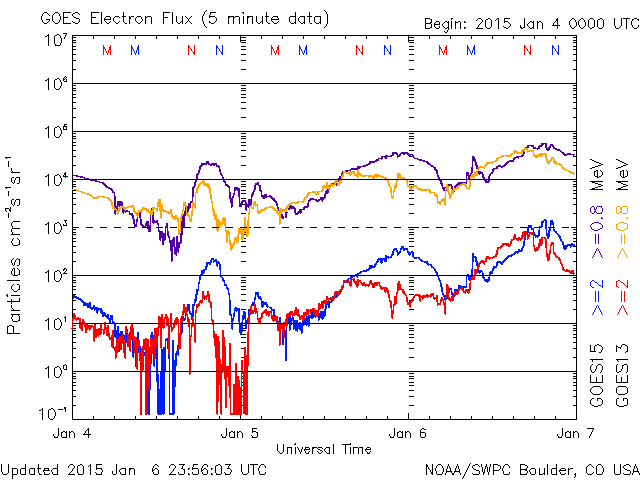 GOES Electron Flux (5 minute data)
Begin: 2015 Jan 4 0000 UTC
10⁷
M M N N M M N N M M N N
10⁶
10⁵
10⁴
10³
10²
10¹
10⁰
10⁻¹
Particles cm⁻²s⁻¹sr⁻¹
Jan 4 Jan 5 Jan 6 Jan 7
Universal Time
GOES15 >=2 >=0.8 MeV
GOES13 >=2 >=0.8 MeV
Updated 2015 Jan 6 23:56:03 UTC
NOAA/SWPC Boulder, CO USA